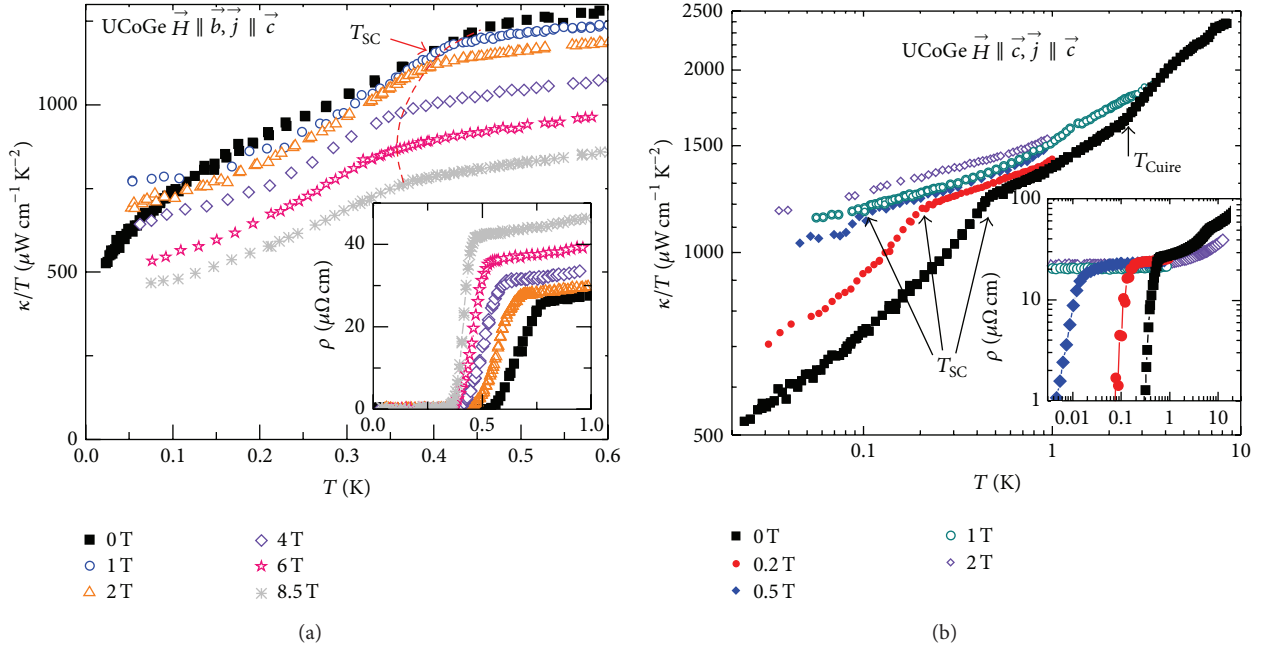 UCoGe H⃗ ∥ b⃗, j⃗ ∥ c⃗
T_SC
κ/T (μW cm⁻¹ K⁻²)
1000
500
0
0.0 0.1 0.2 0.3 0.4 0.5 0.6
T (K)
ρ (μΩ cm)
40
20
0
0.0 0.5 1.0
0 T
1 T
2 T
4 T
6 T
8.5 T
(a)
UCoGe H⃗ ∥ c⃗, j⃗ ∥ c⃗
T_Cuire
T_SC
κ/T (μW cm⁻¹ K⁻²)
2500
2000
1500
1000
500
0.1 1 10
T (K)
ρ (μΩ cm)
100
10
1
0.01 0.1 1 10
0 T
0.2 T
0.5 T
1 T
2 T
(b)